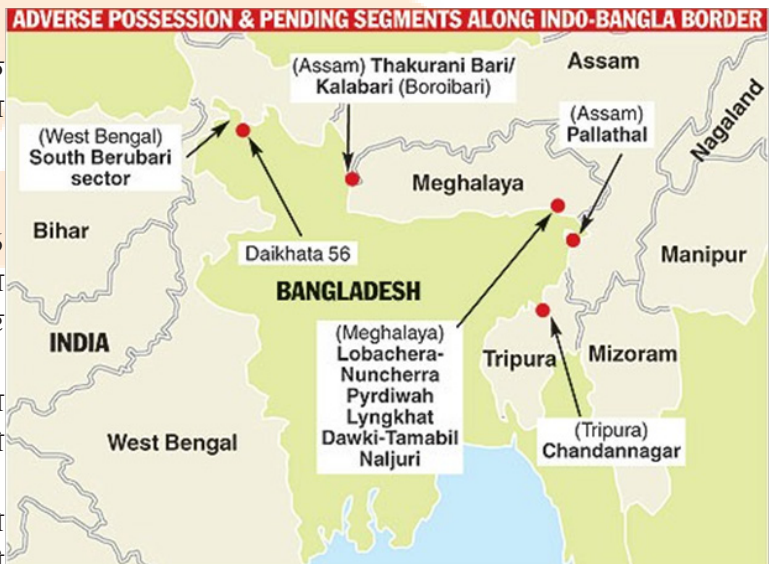 ADVERSE POSSESSION & PENDING SEGMENTS ALONG INDO-BANGLA BORDER
(Assam) Thakurani Bari/
Kalabari (Boroibari)
Assam
(Assam)
Pallathal
Nagaland
(West Bengal)
South Berubari
sector
Meghalaya
Bihar
Daikhata 56
Manipur
BANGLADESH
INDIA
(Meghalaya)
Lobachera-
Nuncherra
Pyrdiwah
Lyngkhat
Dawki-Tamabil
Naljuri
Tripura
Mizoram
West Bengal
(Tripura)
Chandannagar